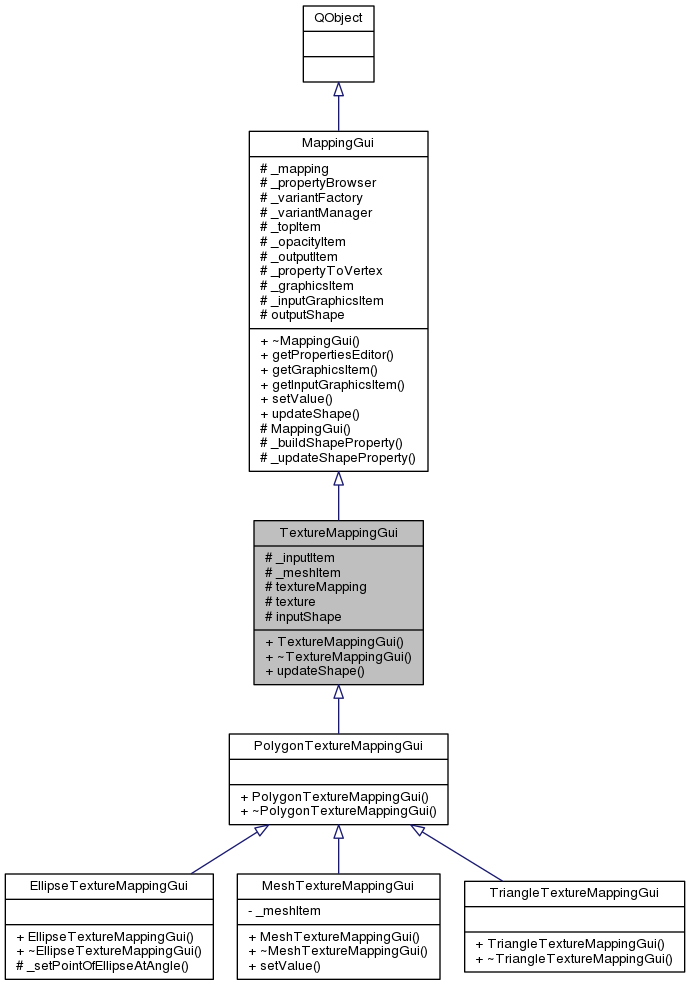 QObject
MappingGui
# _mapping
# _propertyBrowser
# _variantFactory
# _variantManager
# _topItem
# _opacityItem
# _outputItem
# _propertyToVertex
# _graphicsItem
# _inputGraphicsItem
# outputShape
+ ~MappingGui()
+ getPropertiesEditor()
+ getGraphicsItem()
+ getInputGraphicsItem()
+ setValue()
+ updateShape()
# MappingGui()
# _buildShapeProperty()
# _updateShapeProperty()
TextureMappingGui
# _inputItem
# _meshItem
# textureMapping
# texture
# inputShape
+ TextureMappingGui()
+ ~TextureMappingGui()
+ updateShape()
PolygonTextureMappingGui
+ PolygonTextureMappingGui()
+ ~PolygonTextureMappingGui()
EllipseTextureMappingGui
+ EllipseTextureMappingGui()
+ ~EllipseTextureMappingGui()
# _setPointOfEllipseAtAngle()
MeshTextureMappingGui
- _meshItem
+ MeshTextureMappingGui()
+ ~MeshTextureMappingGui()
+ setValue()
TriangleTextureMappingGui
+ TriangleTextureMappingGui()
+ ~TriangleTextureMappingGui()